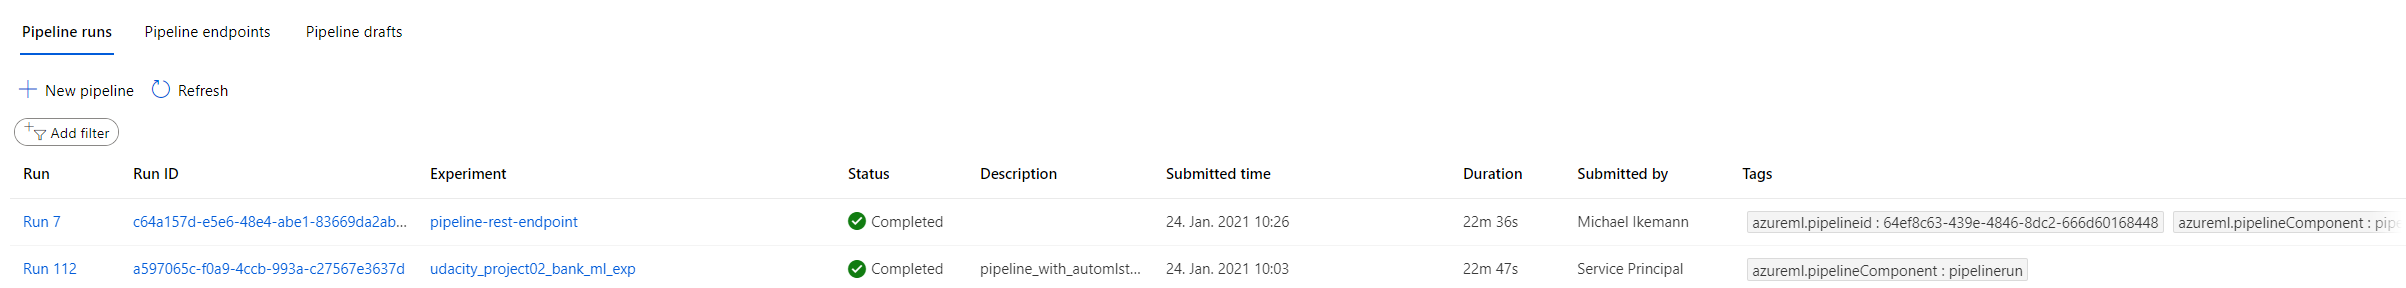 Pipeline runs Pipeline endpoints Pipeline drafts
New pipeline Refresh
Add filter
Run Run ID Experiment Status Description Submitted time Duration Submitted by Tags
Run 7 c64a157d-e5e6-48e4-abe1-83669da2ab... pipeline-rest-endpoint Completed 24. Jan. 2021 10:26 22m 36s Michael Ikemann azureml.pipelineid : 64ef8c63-439e-4846-8dc2-666d60168448 azureml.pipelineComponent : pipe
Run 112 a597065c-f0a9-4ccb-993a-c27567e3637d udacity_project02_bank_ml_exp Completed pipeline_with_automlst... 24. Jan. 2021 10:03 22m 47s Service Principal azureml.pipelineComponent : pipelinerun